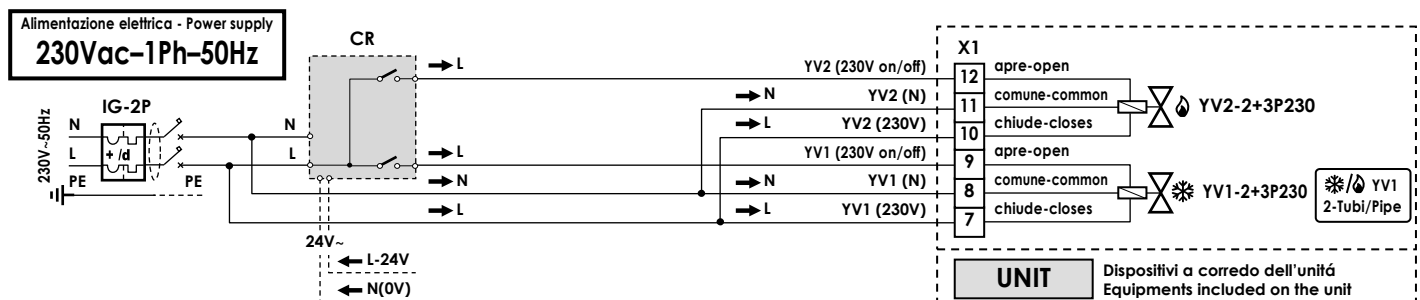 Alimentazione elettrica - Power supply
230Vac–1Ph–50Hz
CR
X1
L
YV2 (230V on/off)
12
apre-open
IG-2P
N
YV2 (N)
11
comune-common
YV2-2+3P230
230V~50Hz
N
N
L
YV2 (230V)
10
chiude-closes
L
+ /d
L
L
YV1 (230V on/off)
9
apre-open
PE
PE
N
N
YV1 (N)
8
comune-common
YV1-2+3P230
/ YV1
2-Tubi/Pipe
L
L
YV1 (230V)
7
chiude-closes
24V~
L-24V
N(0V)
UNIT
Dispositivi a corredo dell'unitá
Equipments included on the unit